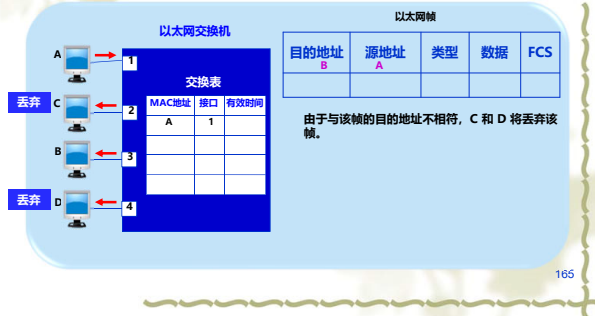 以太网帧
以太网交换机
目的地址 源地址 类型 数据 FCS
B A
A
1
交换表
丢弃
C
2
MAC地址 接口 有效时间
A 1
由于与该帧的目的地址不相符，C 和 D 将丢弃该
帧。
B
3
丢弃
D
4
165